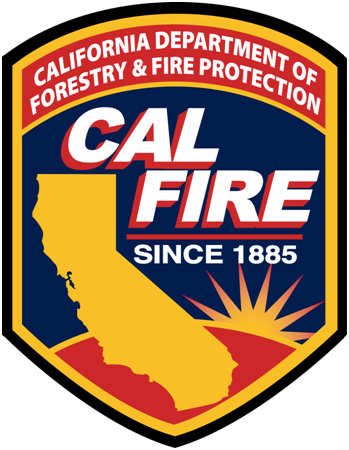 CALIFORNIA DEPARTMENT OF
FORESTRY & FIRE PROTECTION
CAL
FIRE
SINCE 1885